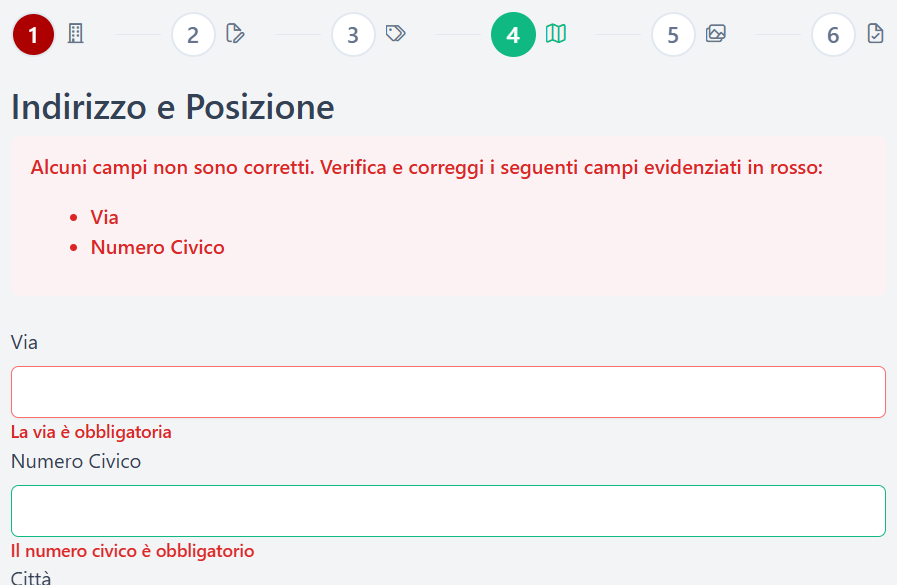 1 2 3 4 5 6
Indirizzo e Posizione
Alcuni campi non sono corretti. Verifica e correggi i seguenti campi evidenziati in rosso:
Via
Numero Civico
Via
La via è obbligatoria
Numero Civico
Il numero civico è obbligatorio
Città